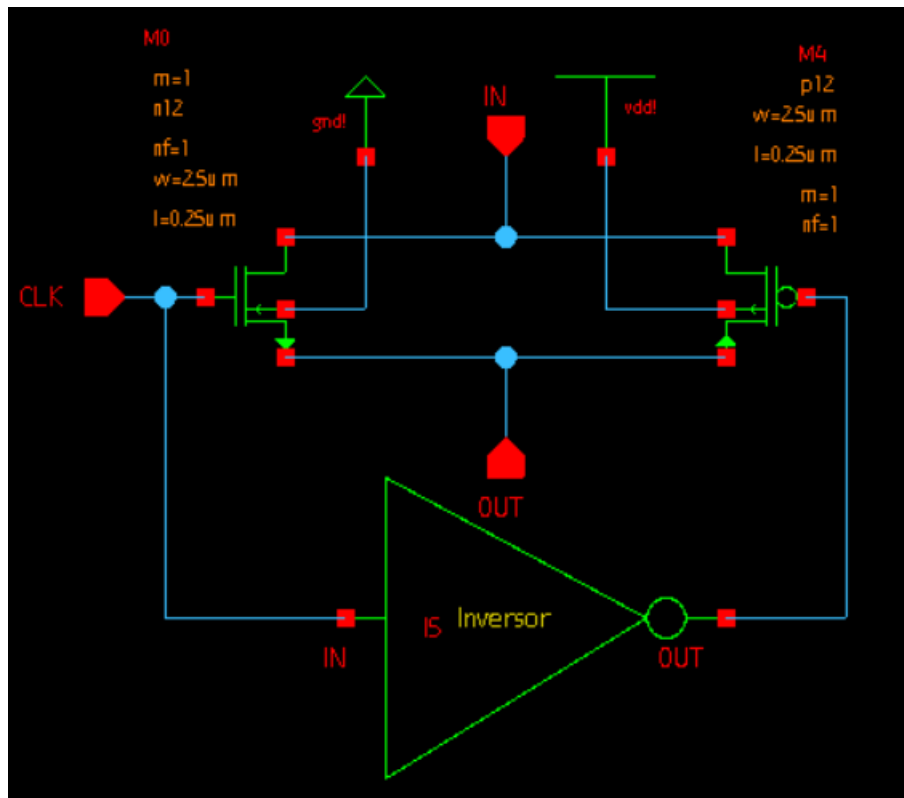 M0
m=1
n12
nf=1
w=2.5u m
l=0.25u m
gnd!
IN
vdd!
M4
p12
w=2.5u m
l=0.25u m
m=1
nf=1
CLK
OUT
I5 Inversor
IN
OUT